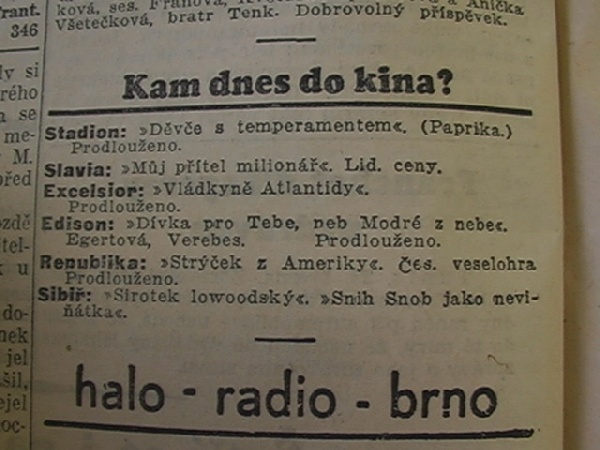 rant.
346
ková, ses.
Všetečková, bratr Tenk. Dobrovolný příspěvek.
Kam dnes do kina?
Stadion: »Děvče s temperamentem«. (Paprika.)
Prodlouženo.
Slavia: »Můj přítel milionář«. Lid. ceny.
Excelsior: »Vládkyně Atlantidy«.
Prodlouženo.
Edison: »Dívka pro Tebe, neb Modré z nebe«.
Egertová, Verebes. Prodlouženo.
Republika: »Strýček z Ameriky«. Čes. veselohra
Prodlouženo.
Sibiř: »Sirotek lowoodský«. »Snih Snob jako nevi-
ňátka«.
halo - radio - brno